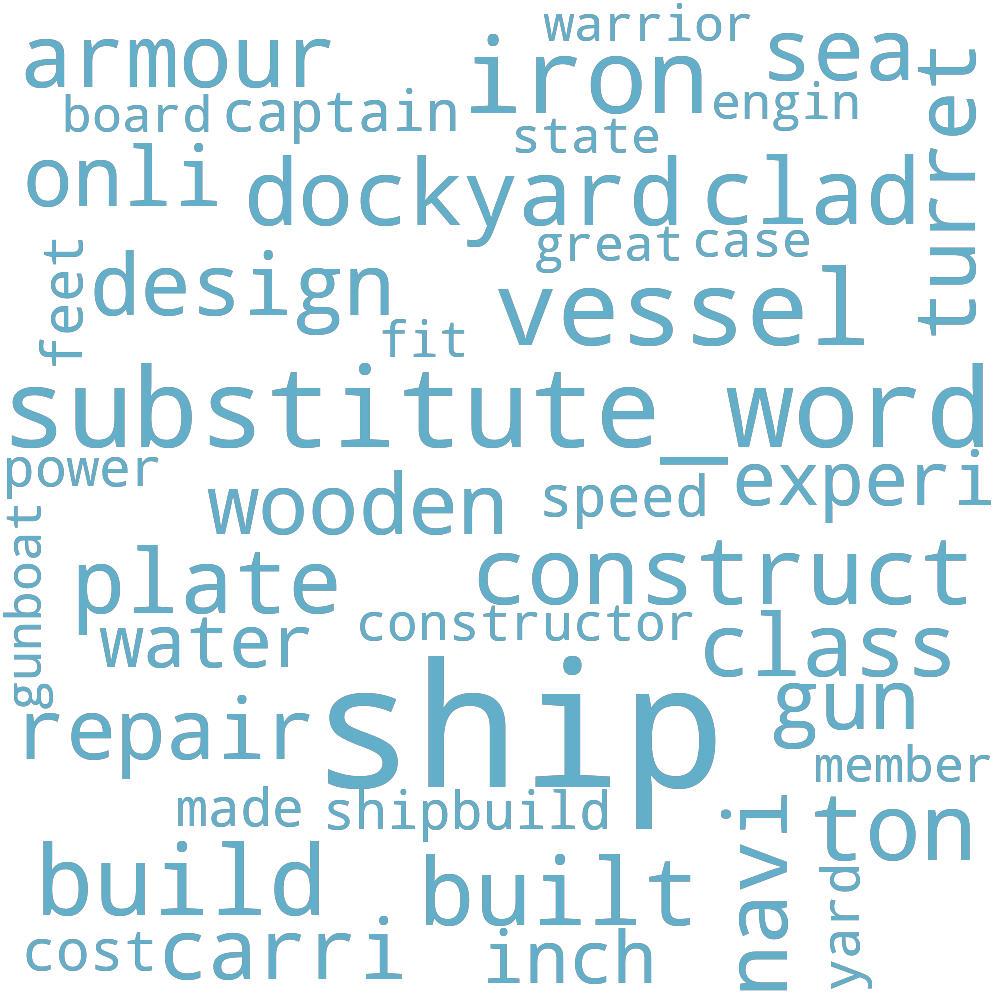 warrior
armour
iron
sea
turret
board
captain
engin
state
onli
dockyard
clad
great
case
feet
design
vessel
fit
substitute_word
power
wooden
speed
experi
gunboat
plate
construct
water
constructor
class
repair
ship
gun
member
made
shipbuild
navi
ton
build
built
yard
cost
carri
inch